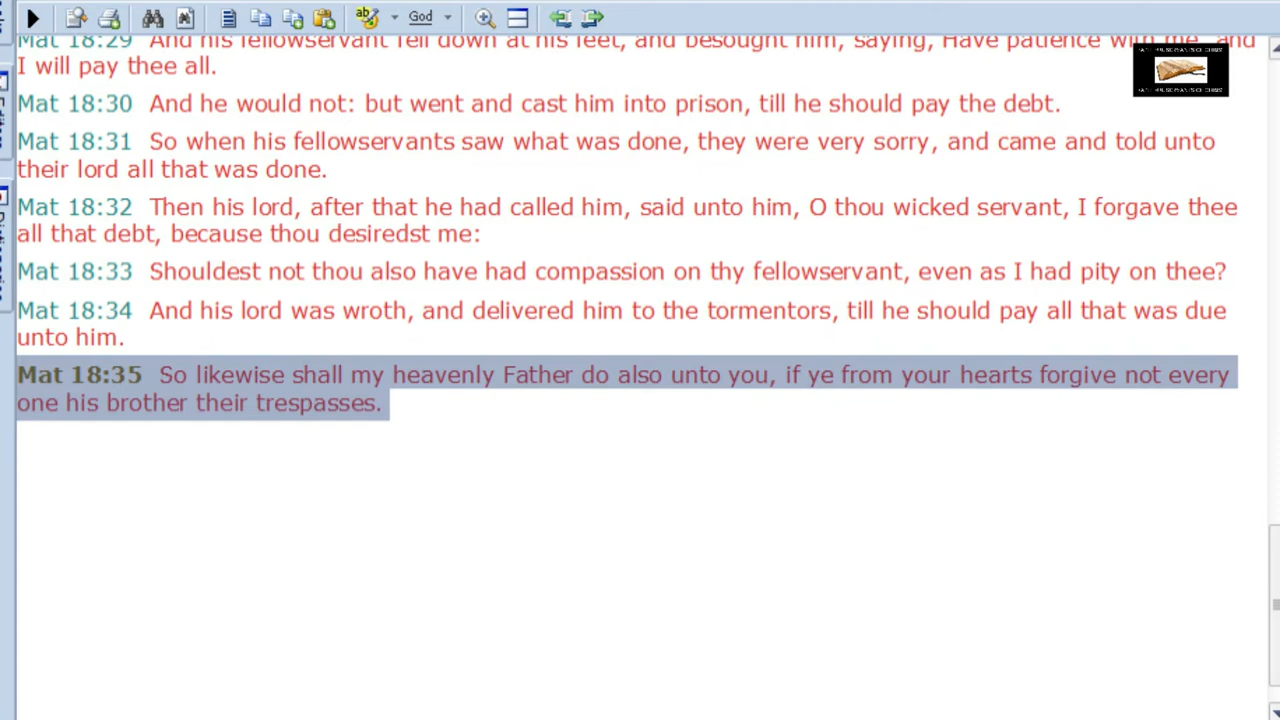 God
Mat 18:29 And his fellowservant fell down at his feet, and besought him, saying, Have patience with me, and
I will pay thee all.
Mat 18:30 And he would not: but went and cast him into prison, till he should pay the debt.
Mat 18:31 So when his fellowservants saw what was done, they were very sorry, and came and told unto
their lord all that was done.
Mat 18:32 Then his lord, after that he had called him, said unto him, O thou wicked servant, I forgave thee
all that debt, because thou desiredst me:
Mat 18:33 Shouldest not thou also have had compassion on thy fellowservant, even as I had pity on thee?
Mat 18:34 And his lord was wroth, and delivered him to the tormentors, till he should pay all that was due
unto him.
Mat 18:35 So likewise shall my heavenly Father do also unto you, if ye from your hearts forgive not every
one his brother their trespasses.